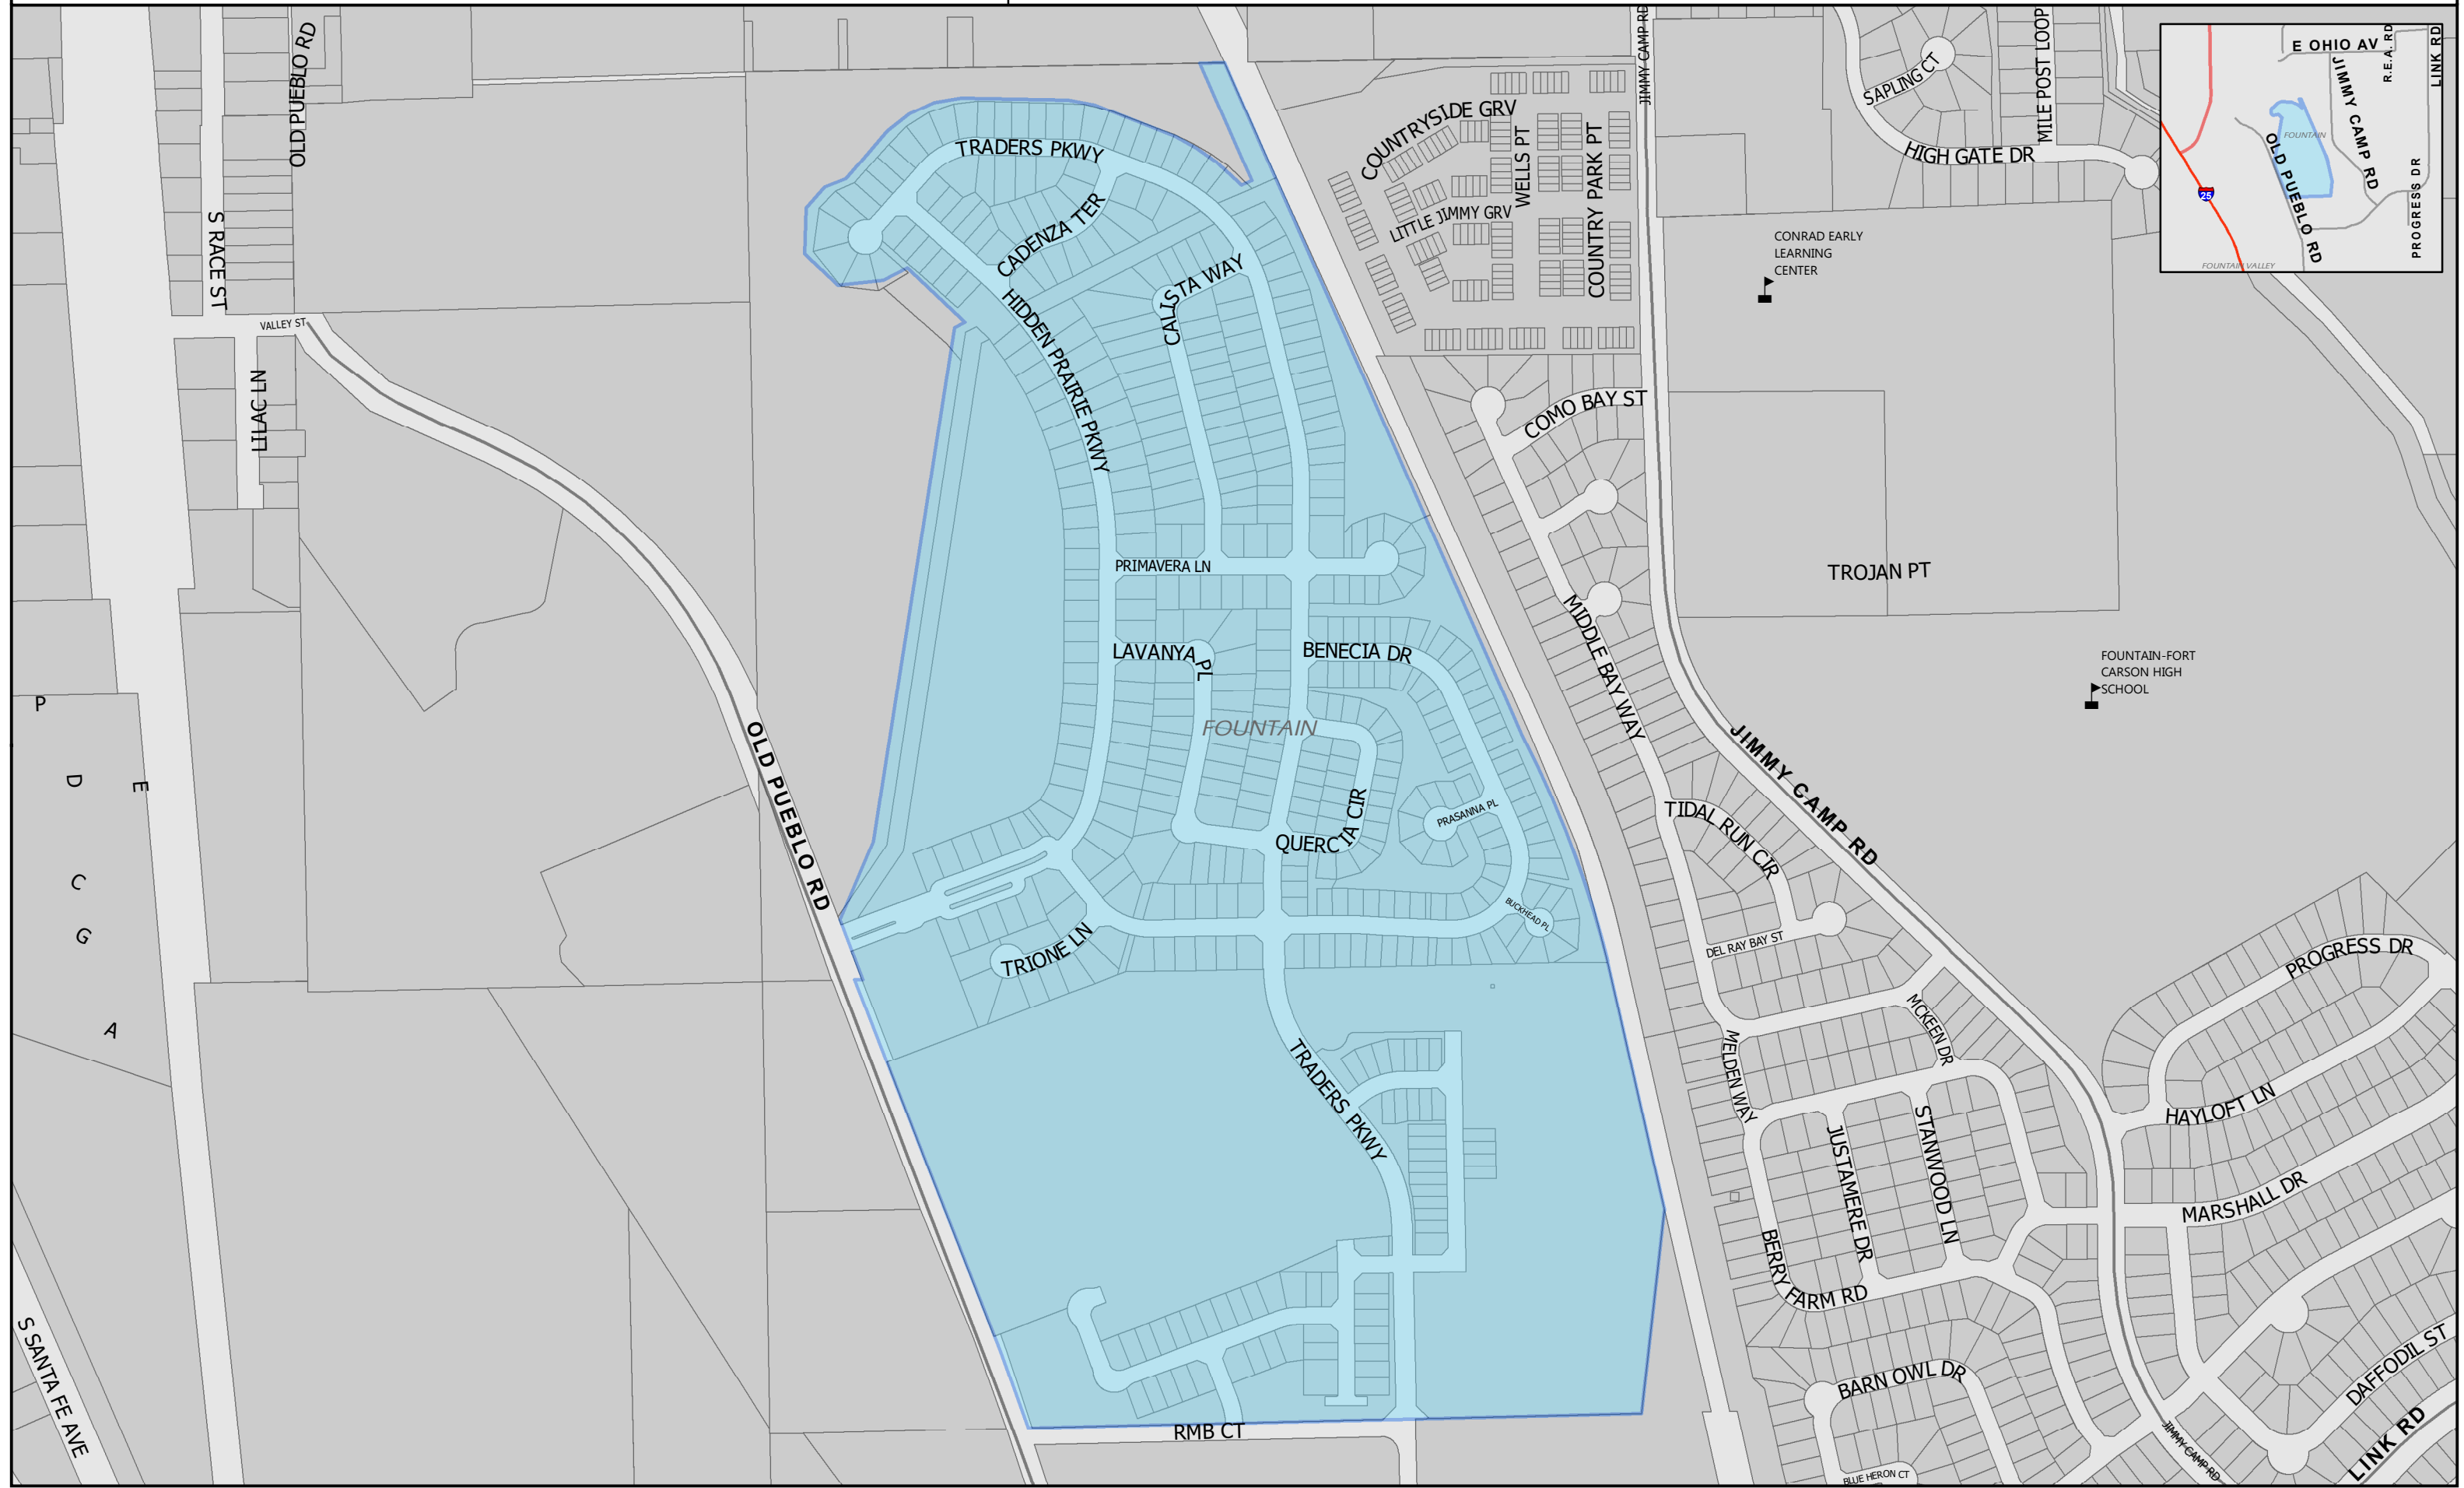 OLD PUEBLO RD
S RACE ST
VALLEY ST
LILAC LN
TRADERS PKWY
CADENZA TER
HIDDEN PRAIRIE PKWY
CALISTA WAY
COUNTRYSIDE GRV
WELLS PT
COUNTRY PARK PT
LITTLE JIMMY GRV
JIMMY CAMP RD
SAPLING CT
MILE POST LOOP
HIGH GATE DR
E OHIO AV
R.E.A. RD
LINK RD
JIMMY CAMP RD
FOUNTAIN
OLD PUEBLO RD
PROGRESS DR
25
FOUNTAIN VALLEY
CONRAD EARLY
LEARNING
CENTER
COMO BAY ST
TROJAN PT
PRIMAVERA LN
LAVANYA PL
BENECIA DR
MIDDLE BAY WAY
FOUNTAIN-FORT
CARSON HIGH
SCHOOL
FOUNTAIN
OLD PUEBLO RD
JIMMY CAMP RD
QUERCIA CIR
PRASANNA PL
TIDAL RUN CIR
BUCKHEAD PL
DEL RAY BAY ST
TRIONE LN
PROGRESS DR
MCKEEN DR
MELDEN WAY
TRADERS PKWY
HAYLOFT LN
JUSTAMERE DR
STANWOOD LN
MARSHALL DR
BERRY FARM RD
BARN OWL DR
DAFFODIL ST
RMB CT
BLUE HERON CT
JIMMY CAMP RD
LINK RD
S SANTA FE AVE
P
D
E
C
G
A